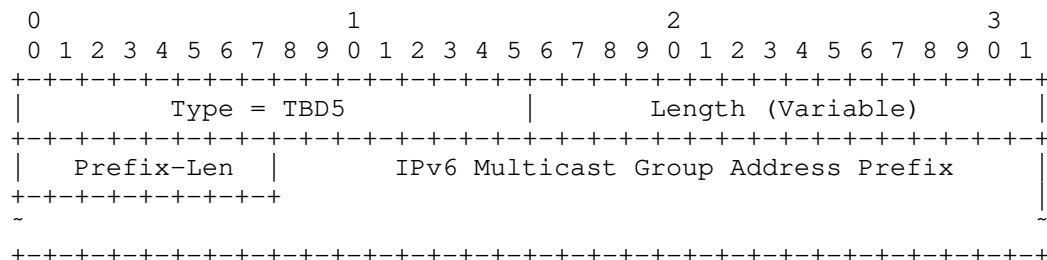 0                   1                   2                   3
 0 1 2 3 4 5 6 7 8 9 0 1 2 3 4 5 6 7 8 9 0 1 2 3 4 5 6 7 8 9 0 1
+-+-+-+-+-+-+-+-+-+-+-+-+-+-+-+-+-+-+-+-+-+-+-+-+-+-+-+-+-+-+-+-+
|         Type = TBD5           |       Length (Variable)       |
+-+-+-+-+-+-+-+-+-+-+-+-+-+-+-+-+-+-+-+-+-+-+-+-+-+-+-+-+-+-+-+-+
|   Prefix-Len  |       IPv6 Multicast Group Address Prefix     |
+-+-+-+-+-+-+-+-+                                               |
~                                                               ~
+-+-+-+-+-+-+-+-+-+-+-+-+-+-+-+-+-+-+-+-+-+-+-+-+-+-+-+-+-+-+-+-+